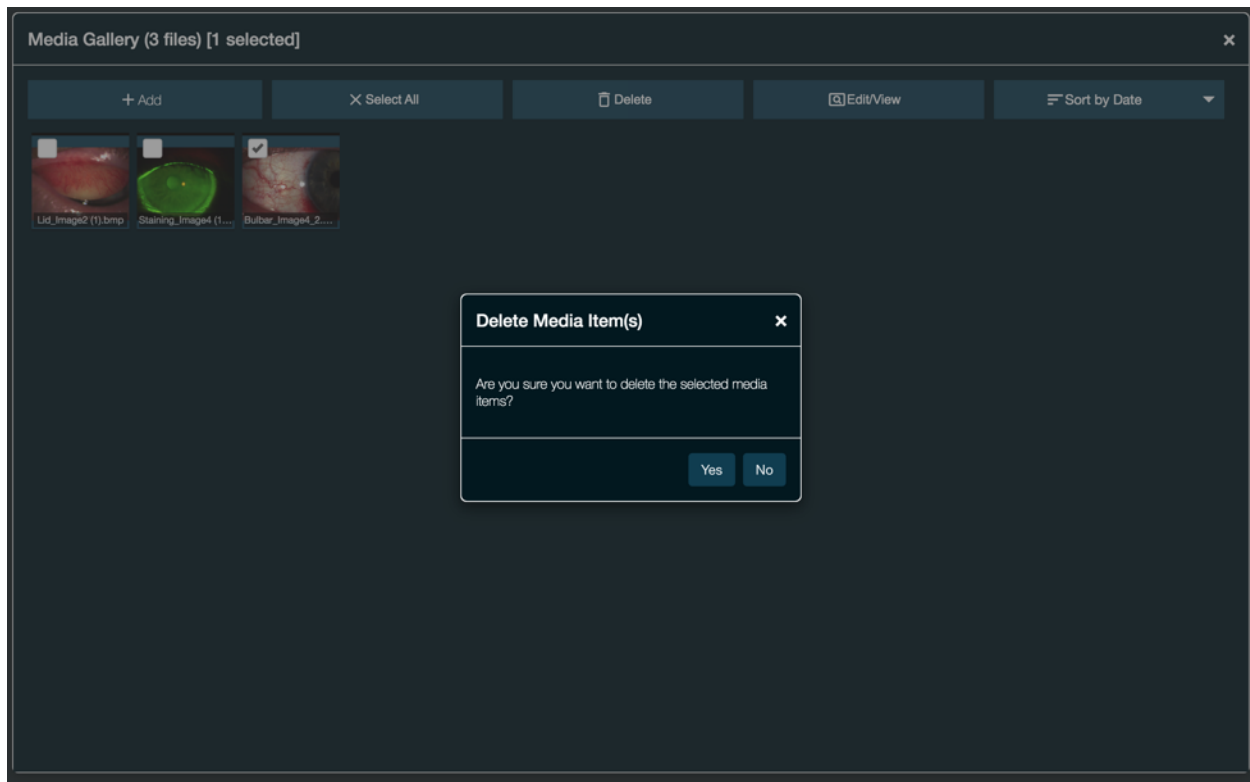 Media Gallery (3 files) [1 selected]
Add
Select All
Delete
Edit/View
Sort by Date
Lid_Image2 (1).bmp
Staining_Image4 (1...
Bulbar_Image4_2....
Delete Media Item(s)
Are you sure you want to delete the selected media
items?
Yes
No